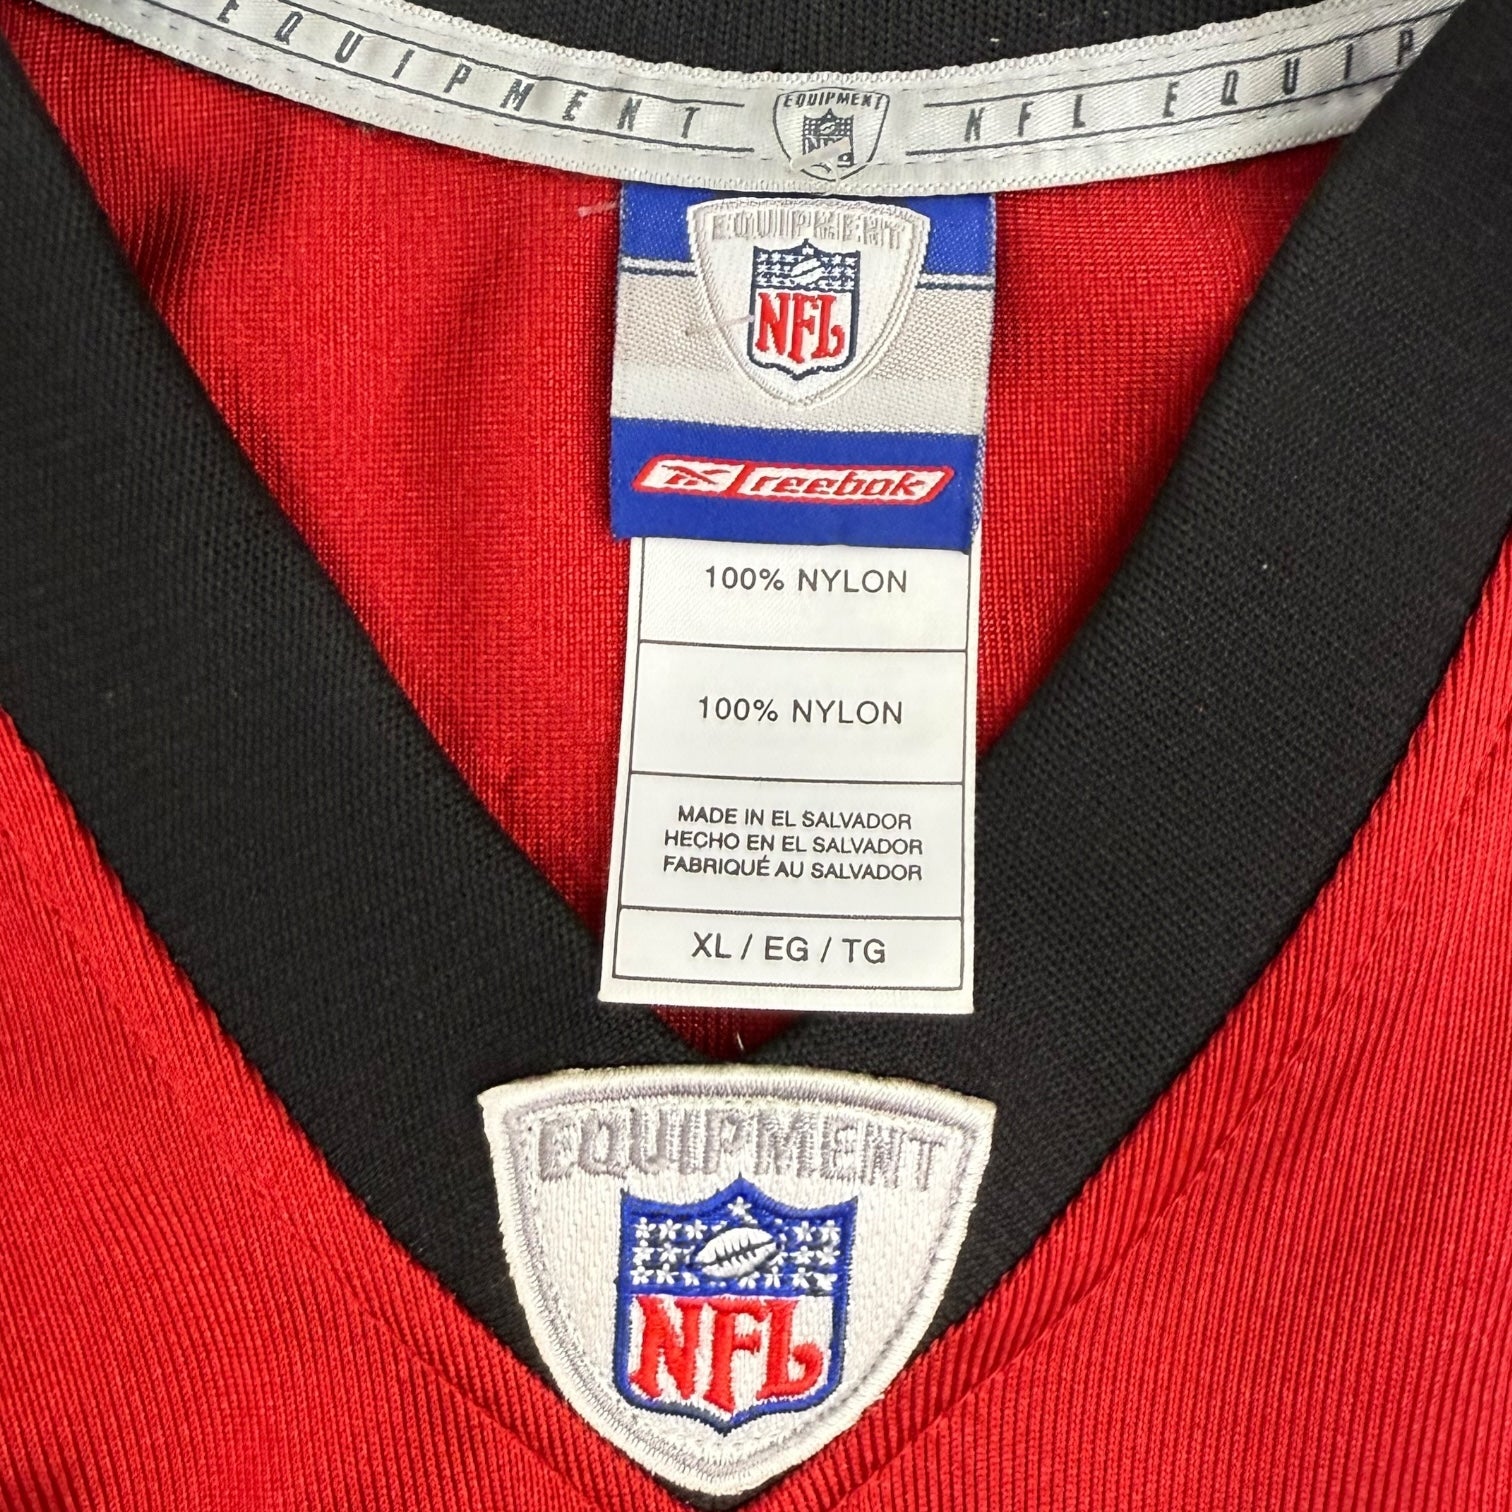 EQUIPMENT
EQUIPMENT
NFL EQUIP
EQUIPMENT
NFL
reebok
100% NYLON
100% NYLON
MADE IN EL SALVADOR
HECHO EN EL SALVADOR
FABRIQUÉ AU SALVADOR
XL / EG / TG
EQUIPMENT
NFL